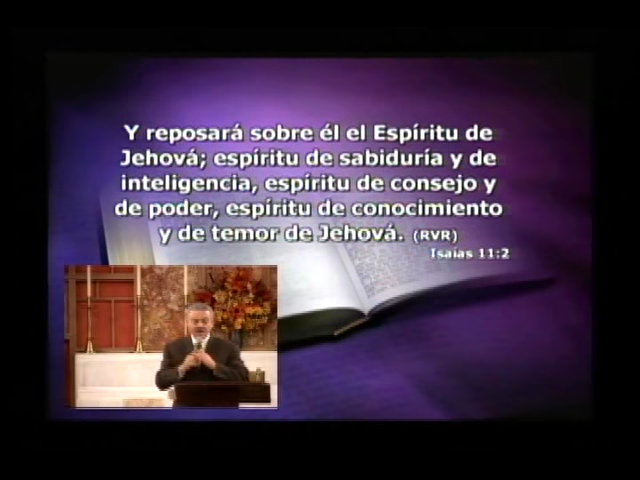 Y reposará sobre él el Espíritu de
Jehová; espíritu de sabiduría y de
inteligencia, espíritu de consejo y
de poder, espíritu de conocimiento
y de temor de Jehová. (RVR)
Isaías 11:2